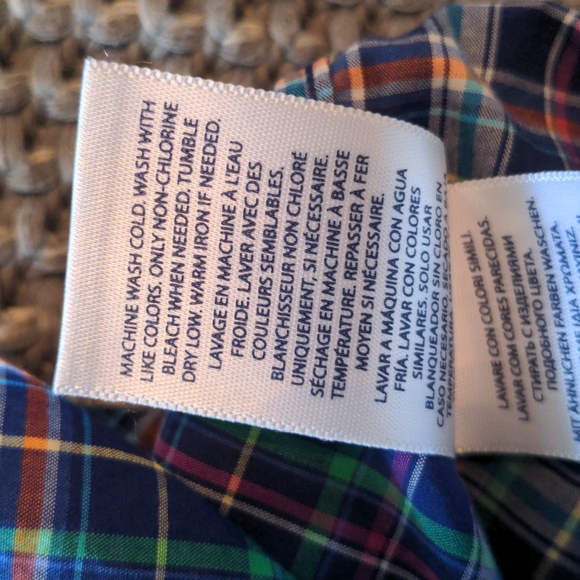 MACHINE WASH COLD. WASH WITH
LIKE COLORS. ONLY NON-CHLORINE
BLEACH WHEN NEEDED. TUMBLE
DRY LOW. WARM IRON IF NEEDED.
LAVAGE EN MACHINE À L'EAU
FROIDE. LAVER AVEC DES
COULEURS SEMBLABLES.
BLANCHISSEUR NON CHLORÉ
UNIQUEMENT, SI NÉCESSAIRE.
SÉCHAGE EN MACHINE À BASSE
TEMPÉRATURE. REPASSER À FER
MOYEN SI NÉCESSAIRE.
LAVAR A MÁQUINA CON AGUA
FRÍA. LAVAR CON COLORES
SIMILARES. SOLO USAR
BLANQUEADOR SIN CLORO EN
CASO NECESARIO. SECADO A
TEMPERATURA
LAVARE CON COLORI SIMILI.
LAVAR COM CORES PARECIDAS.
СТИРАТЬ С ИЗДЕЛИЯМИ
ПОДОБНОГО ЦВЕТА.
MIT ÄHNLICHEN FARBEN WASCHEN.
ХРОМАТА.